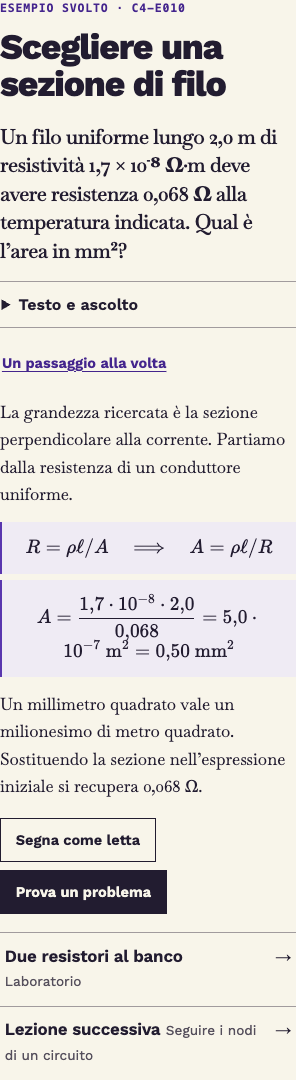 ESEMPIO SVOLTO · C4–E010
Scegliere una
sezione di filo
Un filo uniforme lungo 2,0 m di
resistività 1,7 × 10⁻⁸ Ω·m deve
avere resistenza 0,068 Ω alla
temperatura indicata. Qual è
l’area in mm²?
▶ Testo e ascolto
Un passaggio alla volta
La grandezza ricercata è la sezione
perpendicolare alla corrente. Partiamo
dalla resistenza di un conduttore
uniforme.
R = ρℓ/A ⟹ A = ρℓ/R
A = 1,7 · 10⁻⁸ · 2,0 / 0,068 = 5,0 ·
10⁻⁷ m² = 0,50 mm²
Un millimetro quadrato vale un
milionesimo di metro quadrato.
Sostituendo la sezione nell’espressione
iniziale si recupera 0,068 Ω.
Segna come letta
Prova un problema
Due resistori al banco →
Laboratorio
Lezione successiva Seguire i nodi →
di un circuito